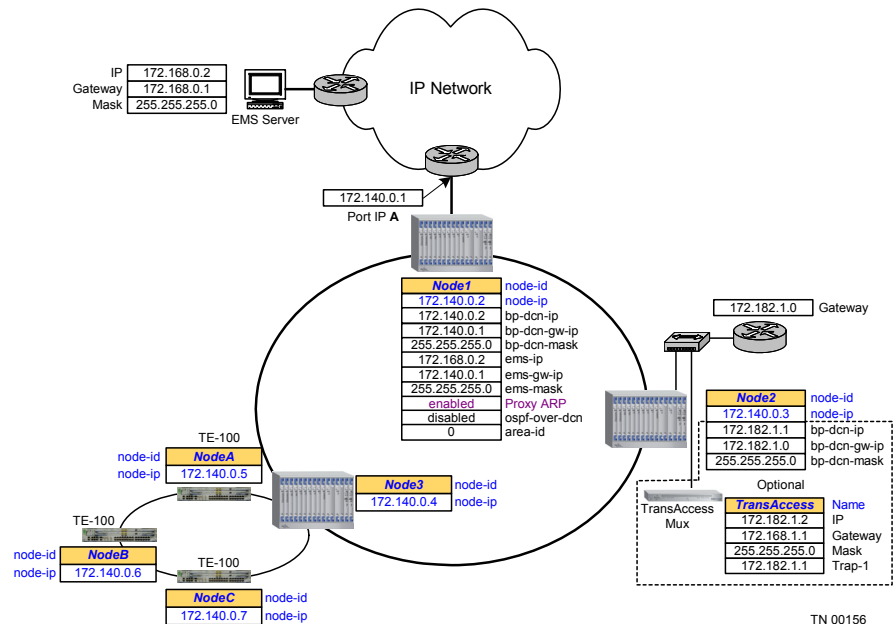 IP Network
IP 172.168.0.2
Gateway 172.168.0.1
Mask 255.255.255.0
EMS Server
172.140.0.1
Port IP A
Node1 node-id
172.140.0.2 node-ip
172.140.0.2 bp-dcn-ip
172.140.0.1 bp-dcn-gw-ip
255.255.255.0 bp-dcn-mask
172.168.0.2 ems-ip
172.140.0.1 ems-gw-ip
255.255.255.0 ems-mask
enabled Proxy ARP
disabled ospf-over-dcn
0 area-id
172.182.1.0 Gateway
Node2 node-id
172.140.0.3 node-ip
172.182.1.1 bp-dcn-ip
172.182.1.0 bp-dcn-gw-ip
255.255.255.0 bp-dcn-mask
Optional
TransAccess
Mux
TransAccess Name
172.182.1.2 IP
172.168.1.1 Gateway
255.255.255.0 Mask
172.182.1.1 Trap-1
TE-100
node-id NodeA
node-ip 172.140.0.5
Node3 node-id
172.140.0.4 node-ip
TE-100
node-id NodeB
node-ip 172.140.0.6
TE-100
NodeC node-id
172.140.0.7 node-ip
TN 00156